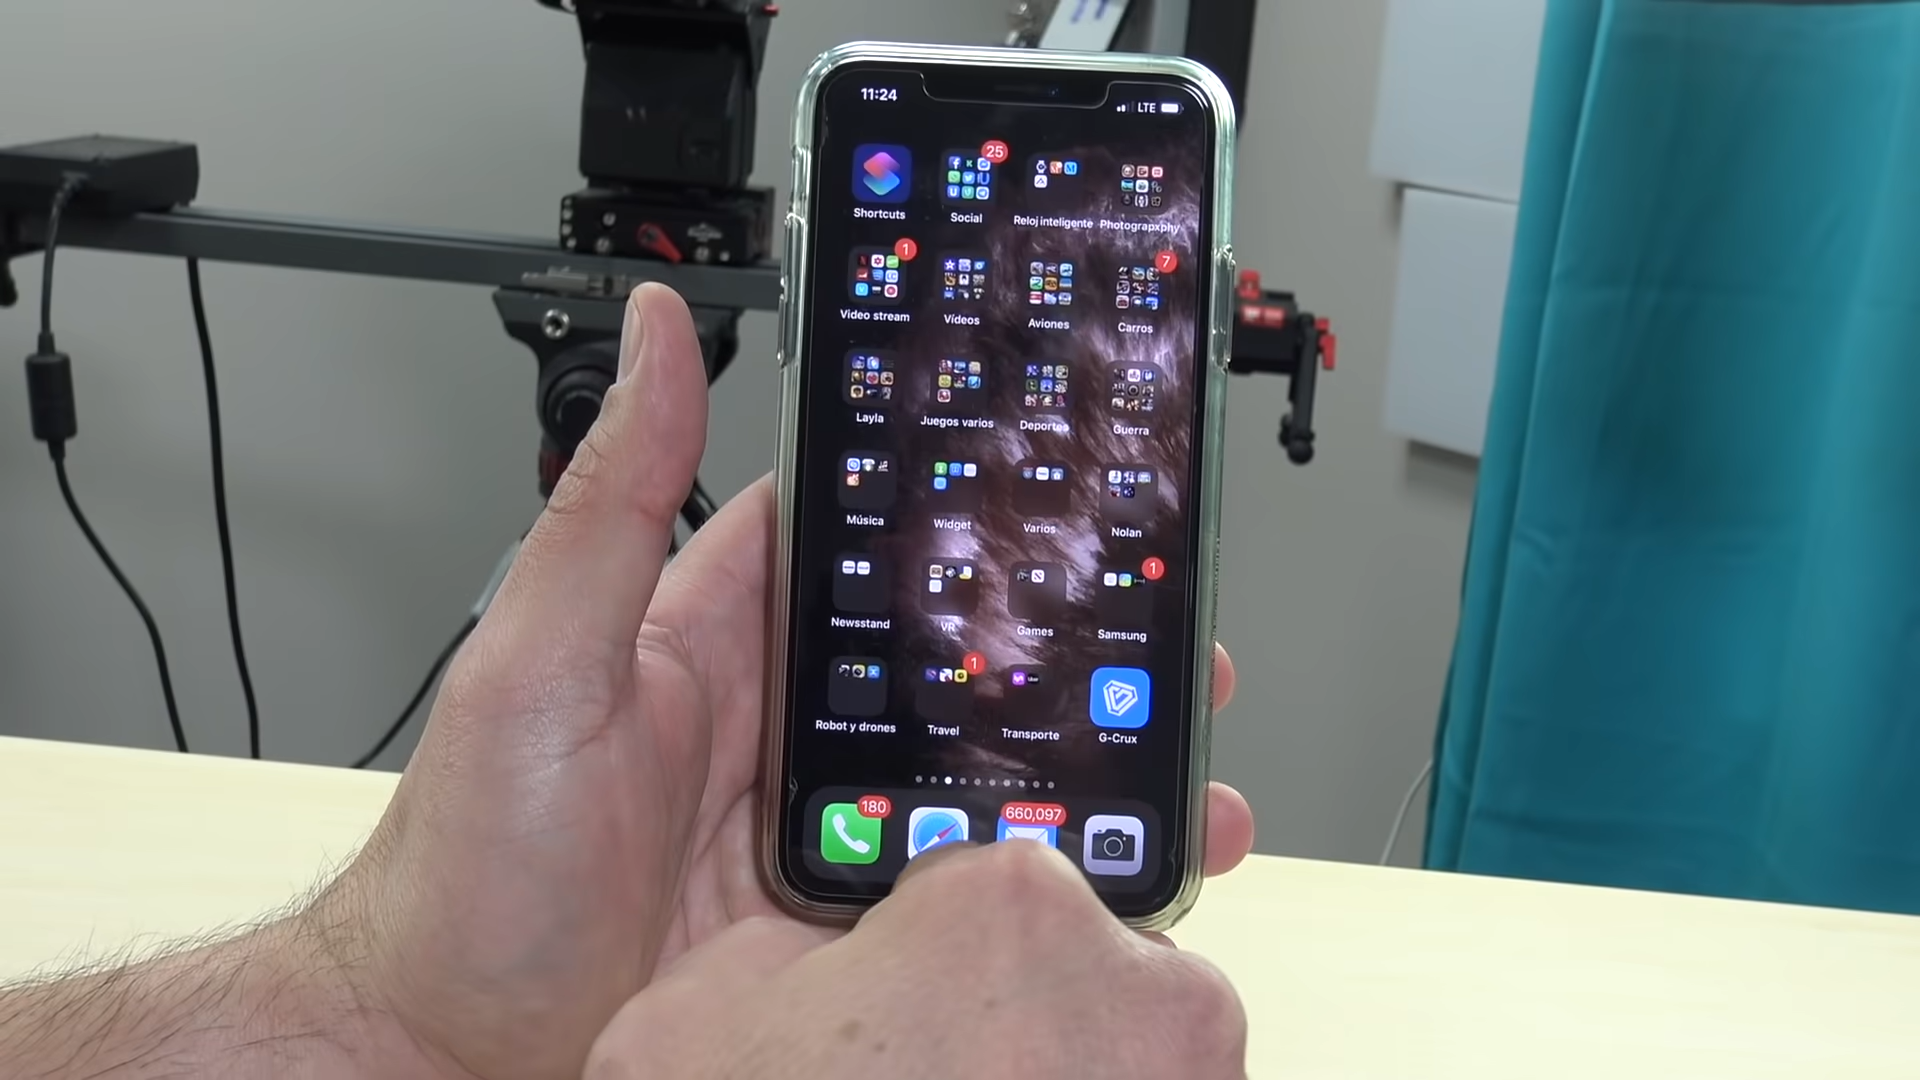 11:24
LTE
25
Shortcuts
Social
Reloj inteligente
Photograpxphy
1
7
Video stream
Vídeos
Aviones
Carros
Layla
Juegos varios
Deportes
Guerra
Música
Widget
Varios
Nolan
1
Newsstand
VR
Games
Samsung
1
Robot y drones
Travel
Transporte
G-Crux
180
660,097